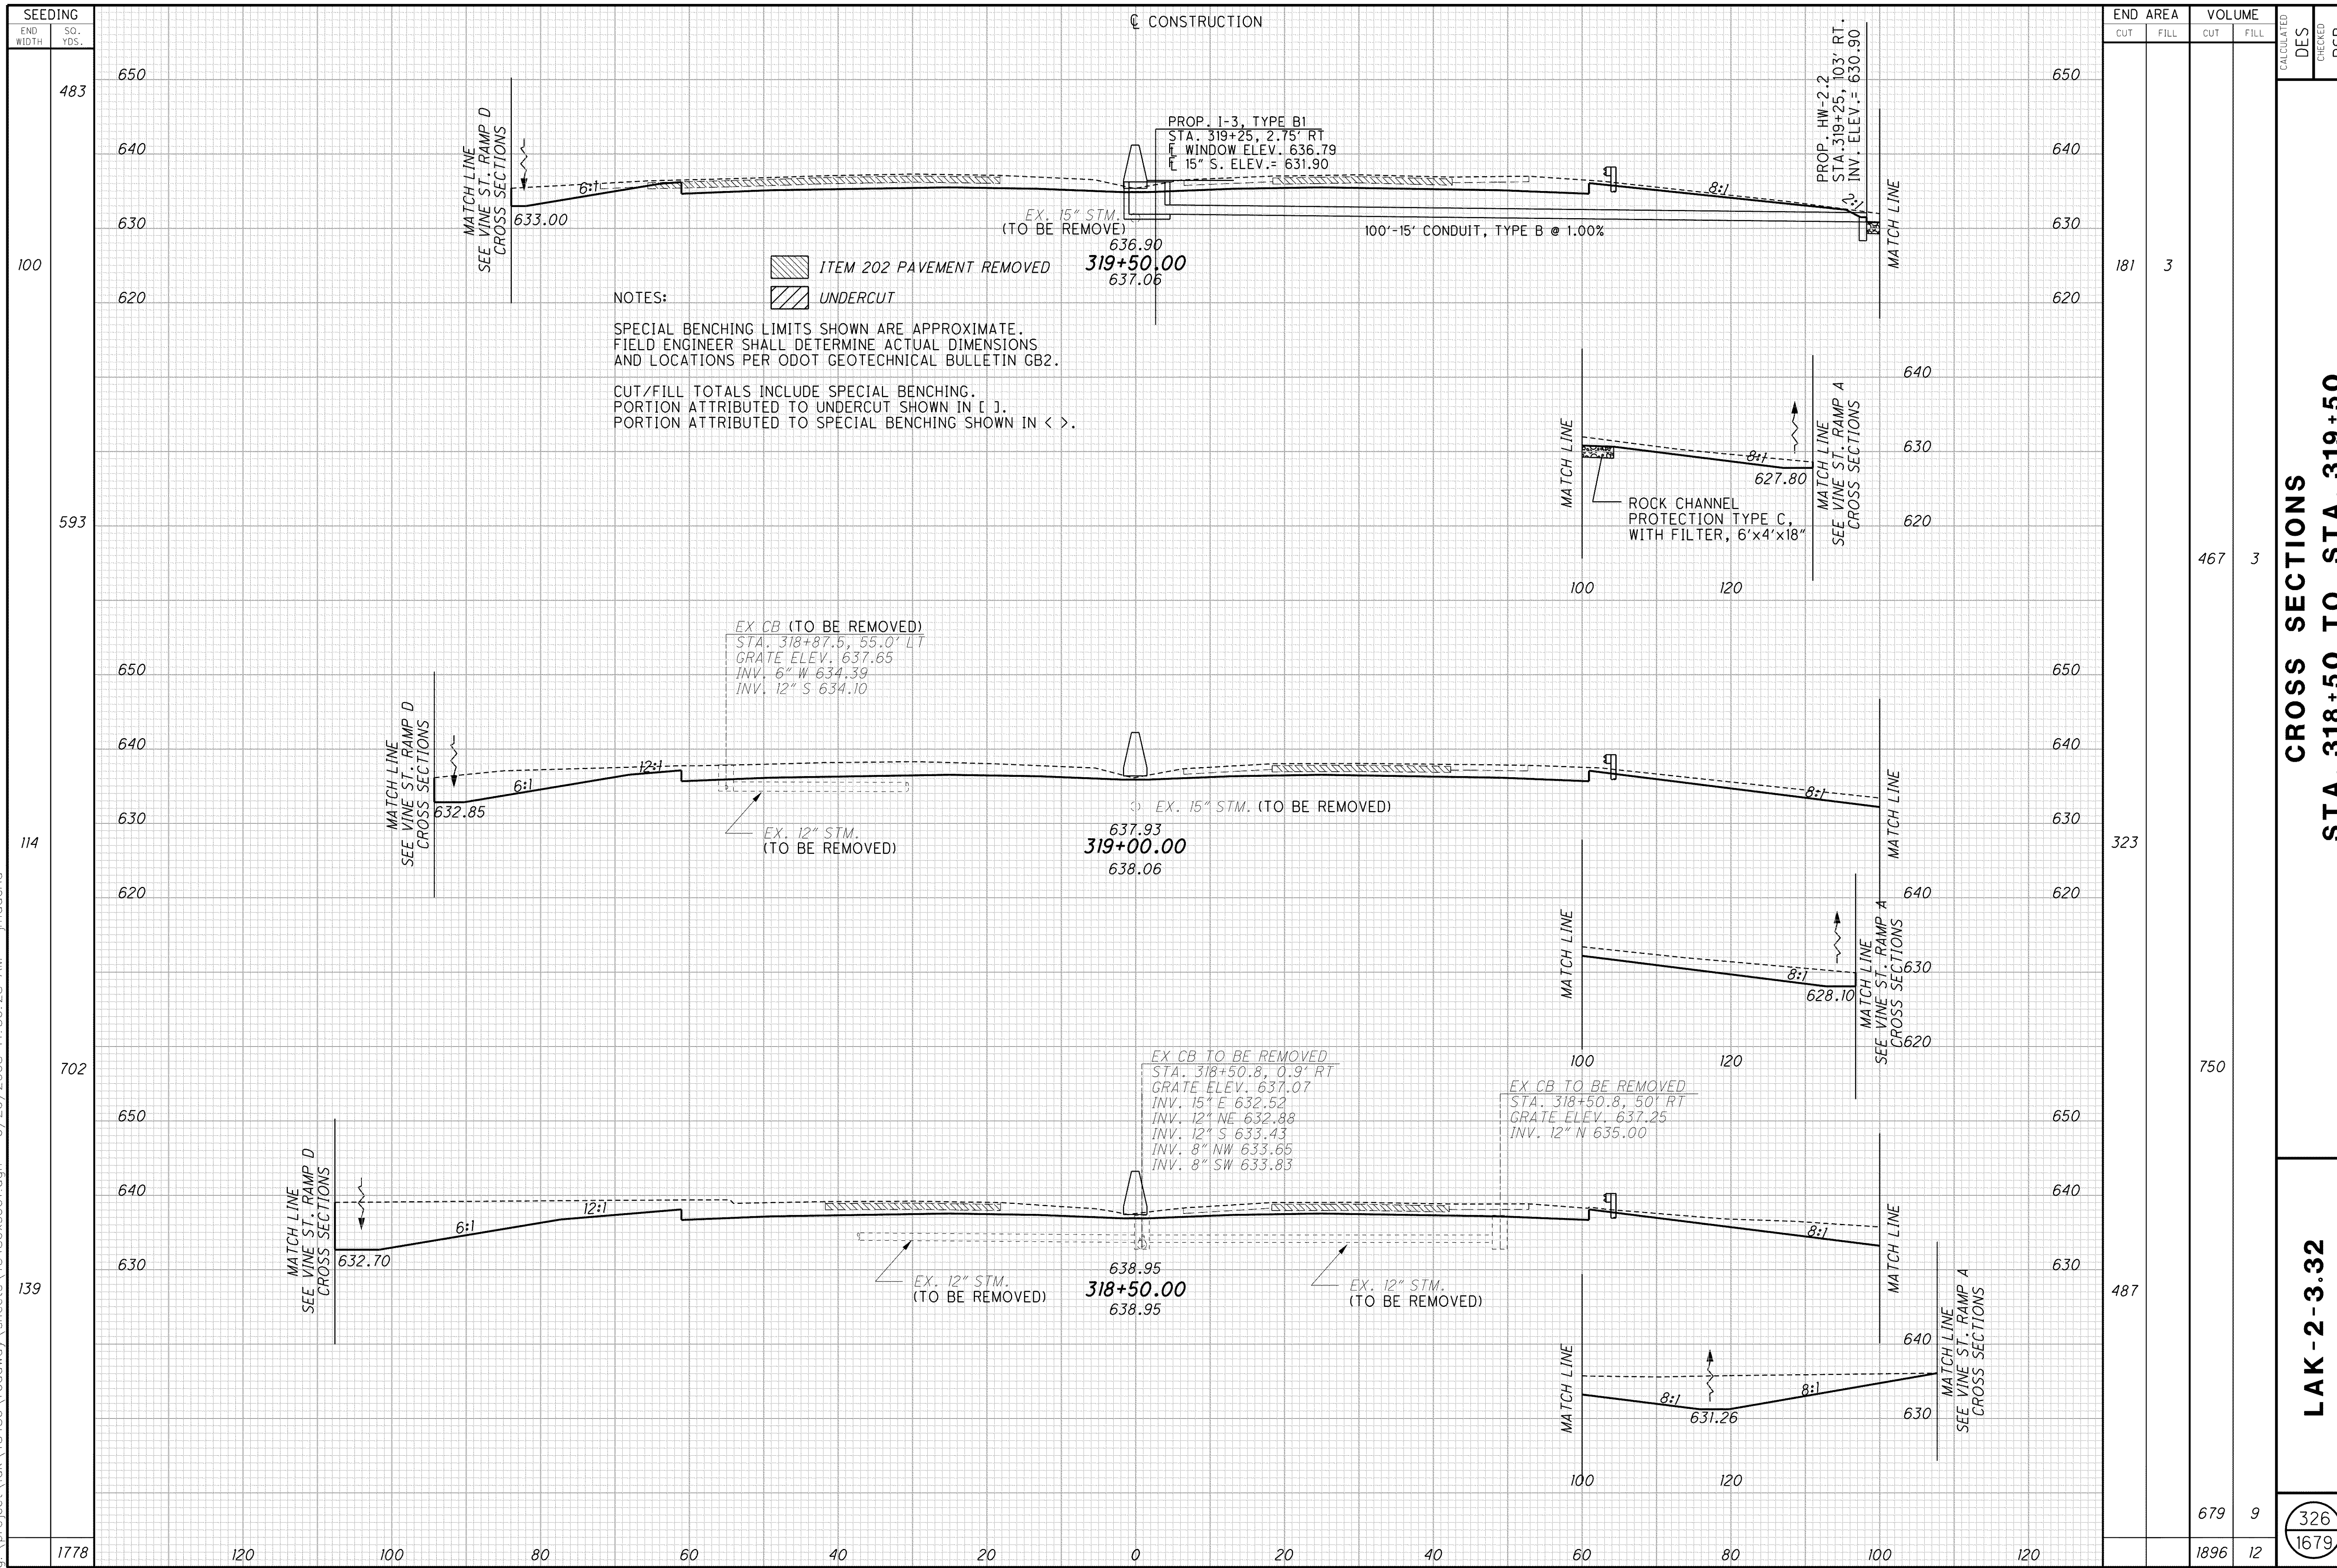 SEEDING
END WIDTH
SQ. YDS.
℄ CONSTRUCTION
END AREA
VOLUME
CUT
FILL
CUT
FILL
CALCULATED
DES
CHECKED
483
650
640
630
620
650
640
630
620
MATCH LINE
SEE VINE ST. RAMP D
CROSS SECTIONS
6:1
633.00
PROP. I-3, TYPE B1
STA. 319+25, 2.75' RT
WINDOW ELEV. 636.79
15" S. ELEV.= 631.90
EX. 15" STM.
(TO BE REMOVE)
636.90
319+50.00
637.06
100'-15' CONDUIT, TYPE B @ 1.00%
8:1
2:1
PROP. HW-2.2
STA.319+25, 103' RT.
INV. ELEV.= 630.90
MATCH LINE
100
181
3
ITEM 202 PAVEMENT REMOVED
NOTES:
UNDERCUT
SPECIAL BENCHING LIMITS SHOWN ARE APPROXIMATE.
FIELD ENGINEER SHALL DETERMINE ACTUAL DIMENSIONS
AND LOCATIONS PER ODOT GEOTECHNICAL BULLETIN GB2.
CUT/FILL TOTALS INCLUDE SPECIAL BENCHING.
PORTION ATTRIBUTED TO UNDERCUT SHOWN IN [ ].
PORTION ATTRIBUTED TO SPECIAL BENCHING SHOWN IN < >.
MATCH LINE
8:1
627.80
ROCK CHANNEL
PROTECTION TYPE C,
WITH FILTER, 6'x4'x18"
MATCH LINE
SEE VINE ST. RAMP A
CROSS SECTIONS
640
630
620
100
120
593
467
3
EX CB (TO BE REMOVED)
STA. 318+87.5, 55.0' LT
GRATE ELEV. 637.65
INV. 6" W 634.39
INV. 12" S 634.10
650
640
630
620
650
640
630
620
MATCH LINE
SEE VINE ST. RAMP D
CROSS SECTIONS
632.85
6:1
12:1
EX. 12" STM.
(TO BE REMOVED)
EX. 15" STM. (TO BE REMOVED)
637.93
319+00.00
638.06
8:1
MATCH LINE
114
323
MATCH LINE
8:1
628.10
MATCH LINE
SEE VINE ST. RAMP A
CROSS SECTIONS
640
630
620
100
120
702
750
EX CB TO BE REMOVED
STA. 318+50.8, 0.9' RT
GRATE ELEV. 637.07
INV. 15" E 632.52
INV. 12" NE 632.88
INV. 12" S 633.43
INV. 8" NW 633.65
INV. 8" SW 633.83
EX CB TO BE REMOVED
STA. 318+50.8, 50' RT
GRATE ELEV. 637.25
INV. 12" N 635.00
650
640
630
650
640
630
MATCH LINE
SEE VINE ST. RAMP D
CROSS SECTIONS
632.70
6:1
12:1
EX. 12" STM.
(TO BE REMOVED)
638.95
318+50.00
638.95
EX. 12" STM.
(TO BE REMOVED)
8:1
MATCH LINE
139
487
MATCH LINE
8:1
631.26
8:1
MATCH LINE
SEE VINE ST. RAMP A
CROSS SECTIONS
640
630
100
120
679
9
1778
120
100
80
60
40
20
0
20
40
60
80
100
120
1896
12
CROSS SECTIONS
STA. 318+50 TO STA. 319+50
LAK-2-3.32
326
1679